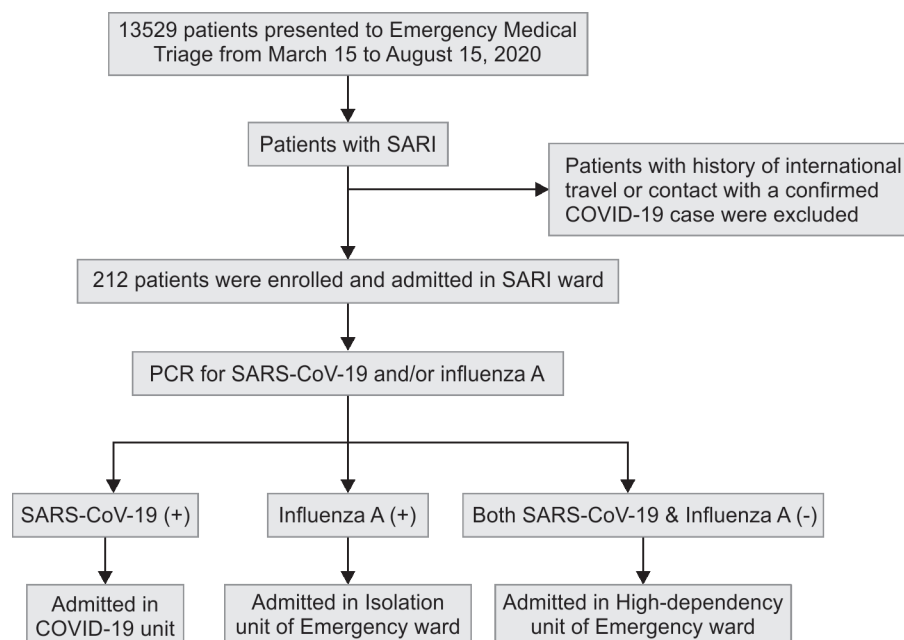 13529 patients presented to Emergency Medical
Triage from March 15 to August 15, 2020
Patients with SARI
Patients with history of international
travel or contact with a confirmed
COVID-19 case were excluded
212 patients were enrolled and admitted in SARI ward
PCR for SARS-CoV-19 and/or influenza A
SARS-CoV-19 (+)
Influenza A (+)
Both SARS-CoV-19 & Influenza A (-)
Admitted in
COVID-19 unit
Admitted in Isolation
unit of Emergency ward
Admitted in High-dependency
unit of Emergency ward